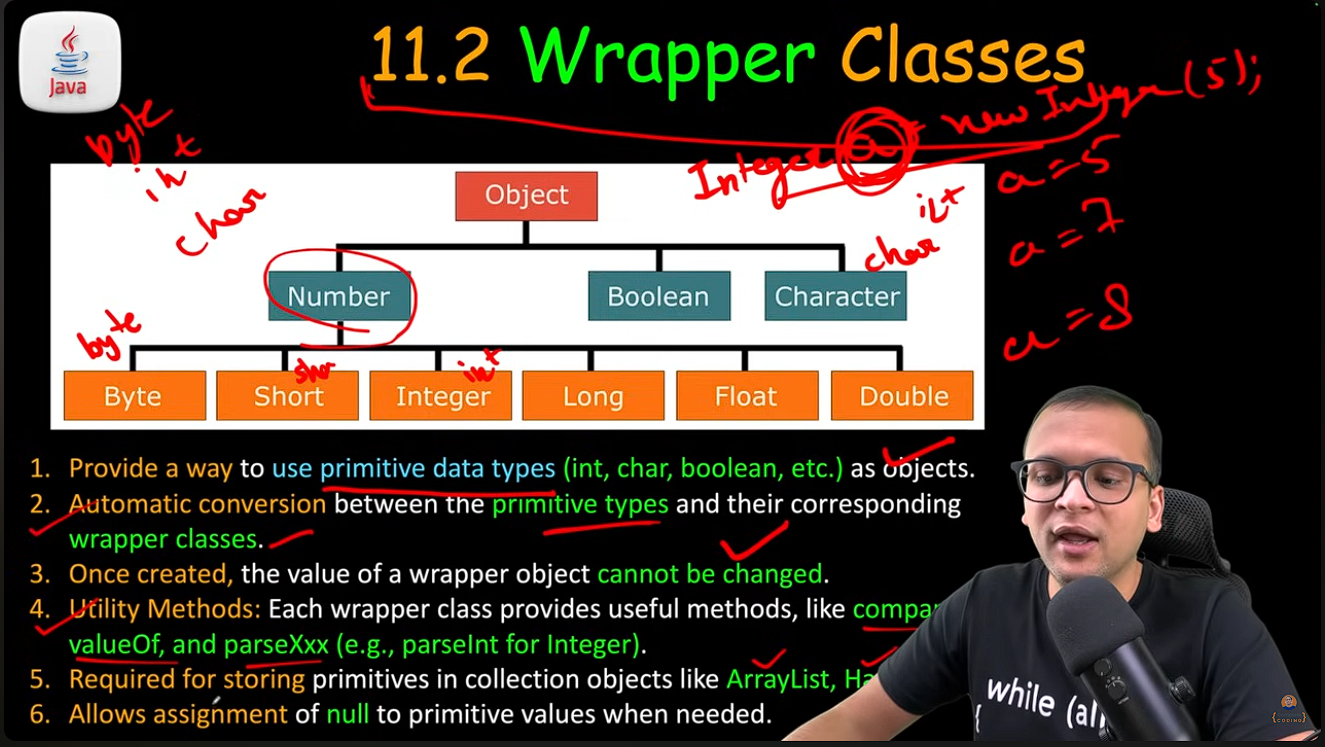 Java
11.2 Wrapper Classes
byte
int
char
Integer a = new Integer (5);
a = 5
a = 7
a = 8
Object
int
char
Number
Boolean
Character
byte
int
Byte
Short
Integer
Long
Float
Double
1. Provide a way to use primitive data types (int, char, boolean, etc.) as objects.
2. Automatic conversion between the primitive types and their corresponding
wrapper classes.
3. Once created, the value of a wrapper object cannot be changed.
4. Utility Methods: Each wrapper class provides useful methods, like compa
valueOf, and parseXxx (e.g., parseInt for Integer).
5. Required for storing primitives in collection objects like ArrayList, Ha
6. Allows assignment of null to primitive values when needed.
while (al
{
CODING